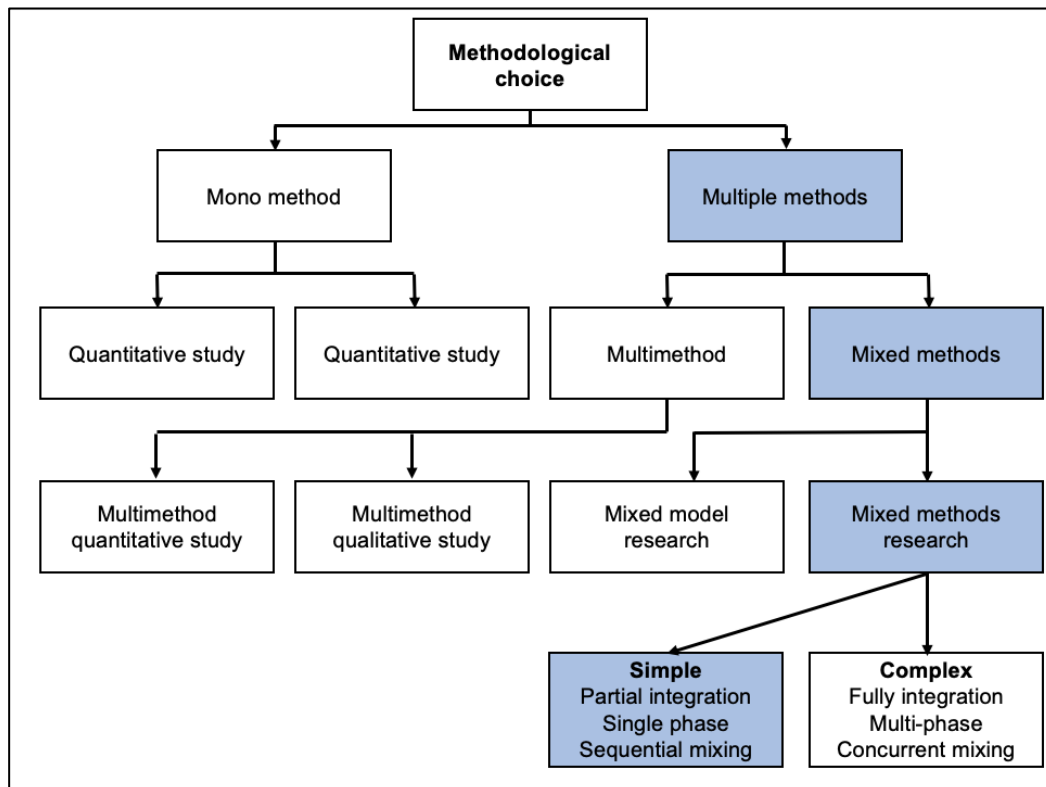 Methodological
choice
Mono method
Multiple methods
Quantitative study
Quantitative study
Multimethod
Mixed methods
Multimethod
quantitative study
Multimethod
qualitative study
Mixed model
research
Mixed methods
research
Simple
Partial integration
Single phase
Sequential mixing
Complex
Fully integration
Multi-phase
Concurrent mixing